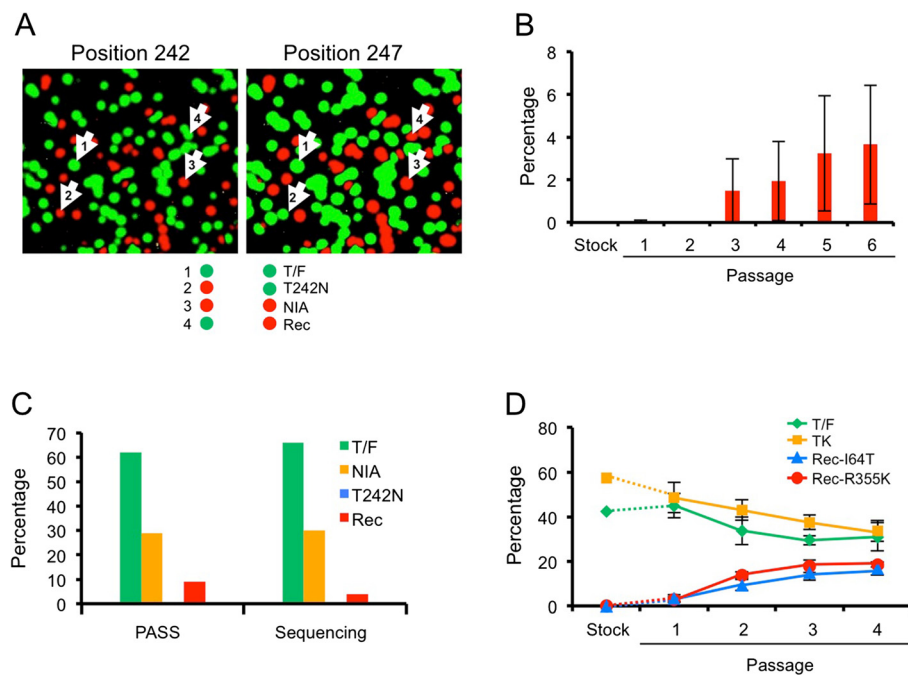 A
Position 242
Position 247
1
2
3
4
1
2
3
4
1
T/F
2
T242N
3
NIA
4
Rec
B
Percentage
8
6
4
2
0
Stock 1 2 3 4 5 6
Passage
C
Percentage
70
60
50
40
30
20
10
0
T/F
NIA
T242N
Rec
PASS
Sequencing
D
Percentage
80
60
40
20
0
T/F
TK
Rec-I64T
Rec-R355K
Stock 1 2 3 4
Passage